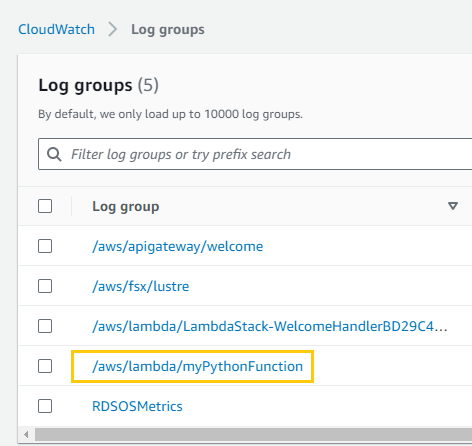 CloudWatch > Log groups
Log groups (5)
By default, we only load up to 10000 log groups.
Filter log groups or try prefix search
Log group
/aws/apigateway/welcome
/aws/fsx/lustre
/aws/lambda/LambdaStack-WelcomeHandlerBD29C4...
/aws/lambda/myPythonFunction
RDSOSMetrics